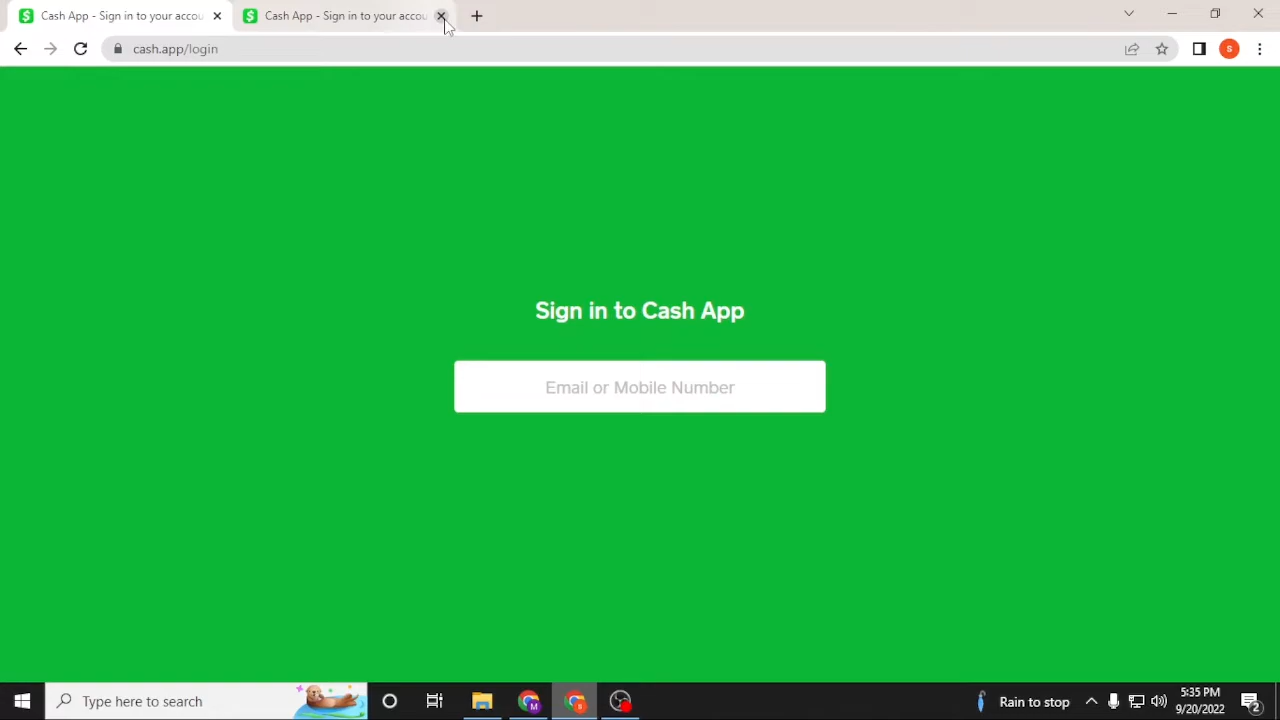 Cash App - Sign in to your accou
Cash App - Sign in to your accou
cash.app/login
S
Sign in to Cash App
Email or Mobile Number
Type here to search
M
S
Rain to stop
5:35 PM
9/20/2022
2